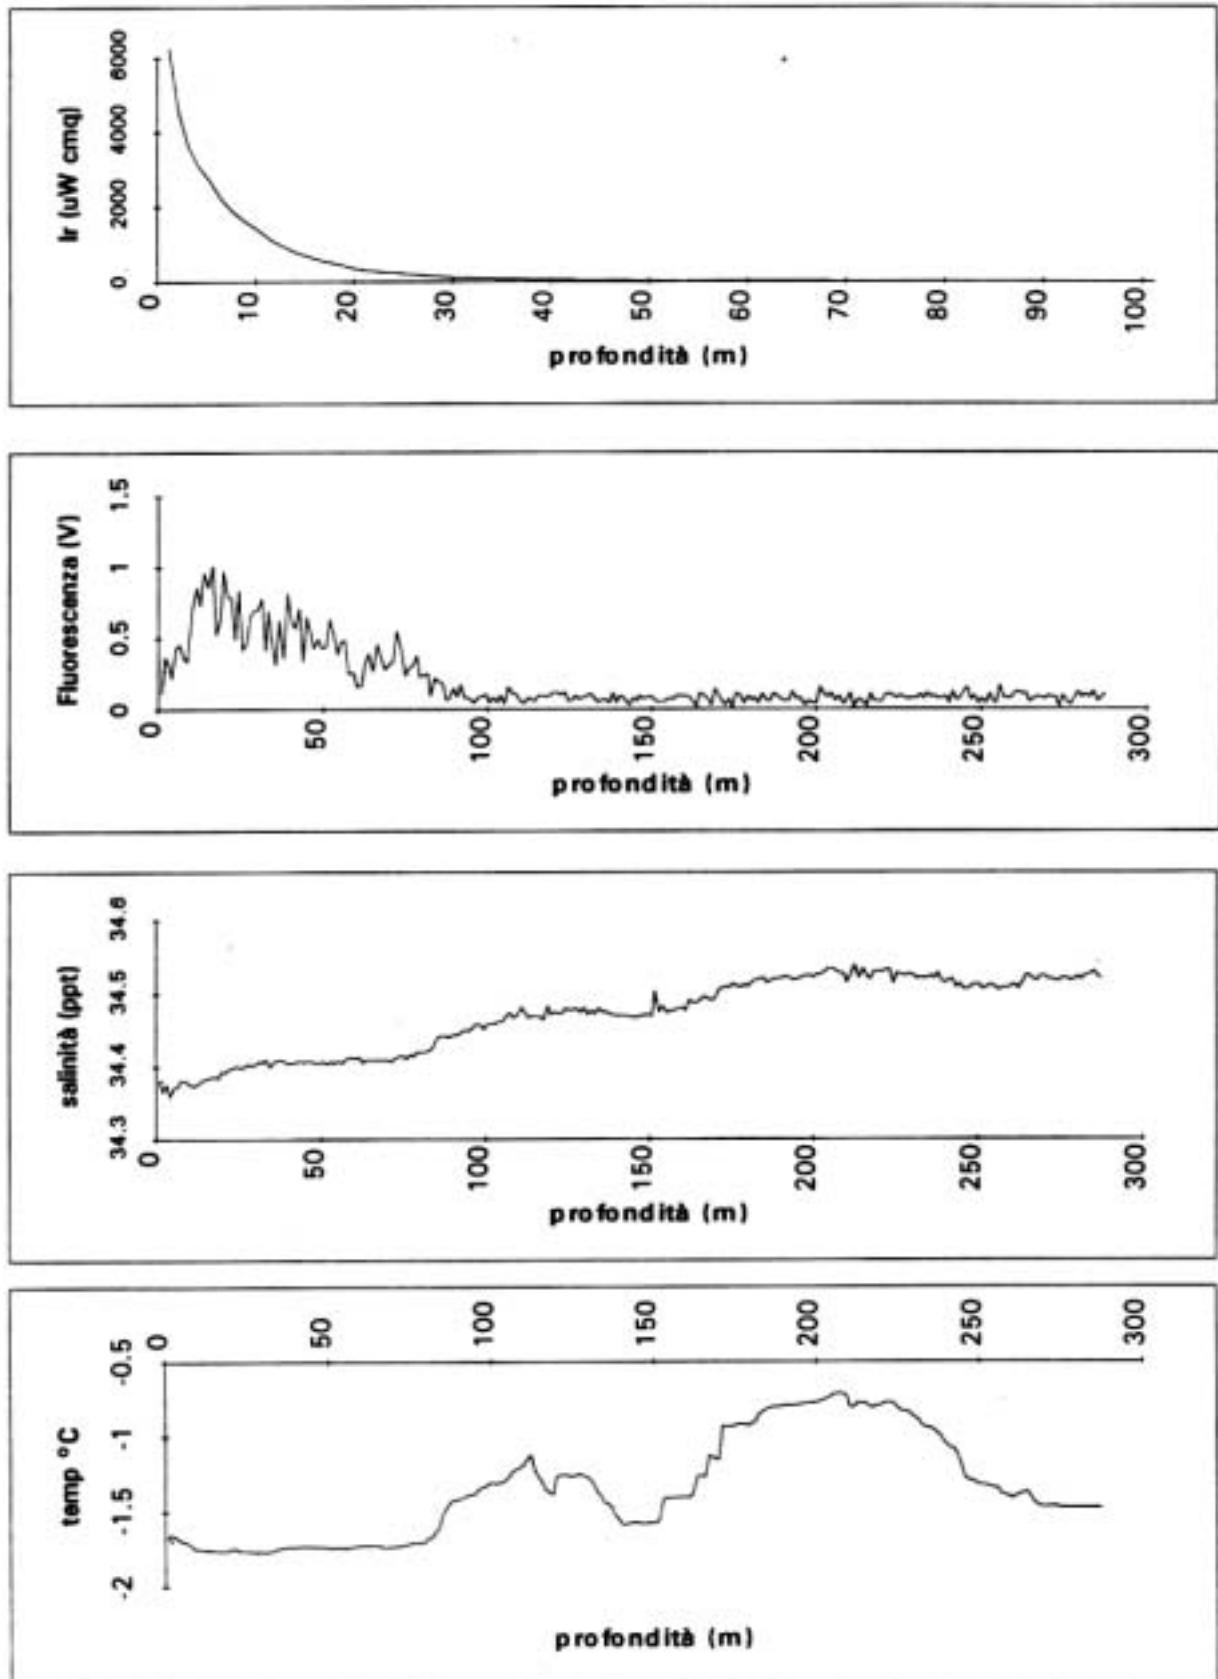 Ir (uW cmq)
6000
4000
2000
0
0 10 20 30 40 50 60 70 80 90 100
profondità (m)
Fluorescenza (V)
1.5
1
0.5
0
0 50 100 150 200 250 300
profondità (m)
salinità (ppt)
34.6
34.5
34.4
34.3
0 50 100 150 200 250 300
profondità (m)
0 50 100 150 200 250 300
temp °C
-0.5
-1
-1.5
-2
profondità (m)